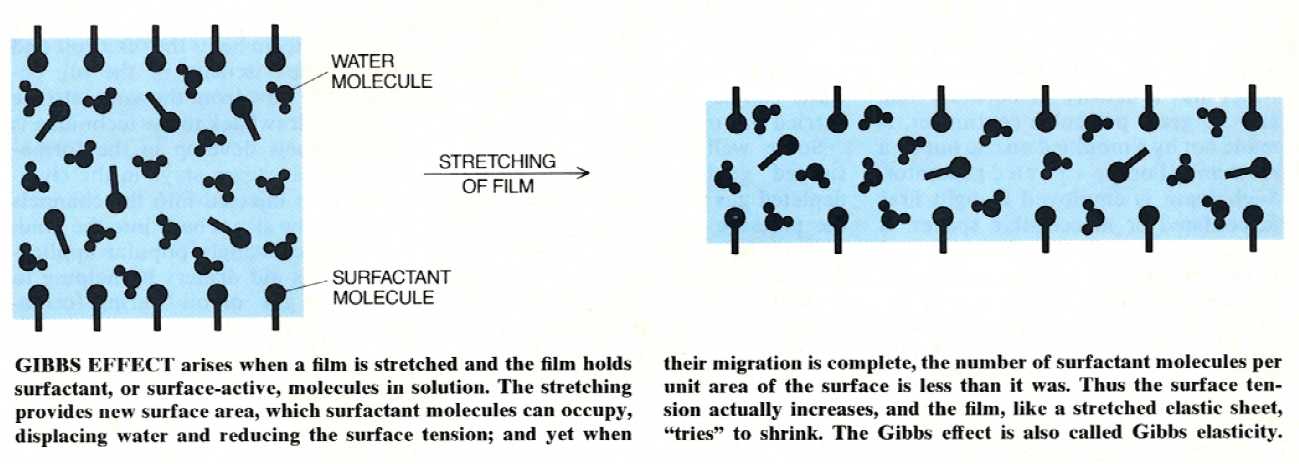 WATER
MOLECULE
STRETCHING
OF FILM
SURFACTANT
MOLECULE
GIBBS EFFECT arises when a film is stretched and the film holds
surfactant, or surface-active, molecules in solution. The stretching
provides new surface area, which surfactant molecules can occupy,
displacing water and reducing the surface tension; and yet when
their migration is complete, the number of surfactant molecules per
unit area of the surface is less than it was. Thus the surface ten-
sion actually increases, and the film, like a stretched elastic sheet,
“tries” to shrink. The Gibbs effect is also called Gibbs elasticity.